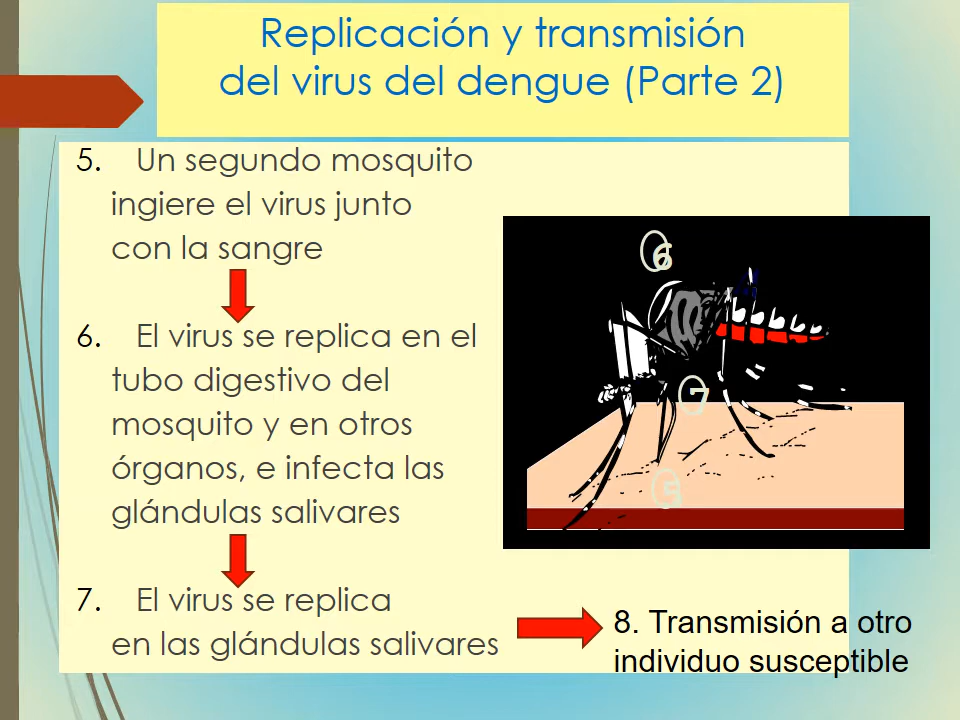 Replicación y transmisión
del virus del dengue (Parte 2)
5. Un segundo mosquito
ingiere el virus junto
con la sangre
6. El virus se replica en el
tubo digestivo del
mosquito y en otros
órganos, e infecta las
glándulas salivares
7. El virus se replica
en las glándulas salivares
8. Transmisión a otro
individuo susceptible
6
7
5